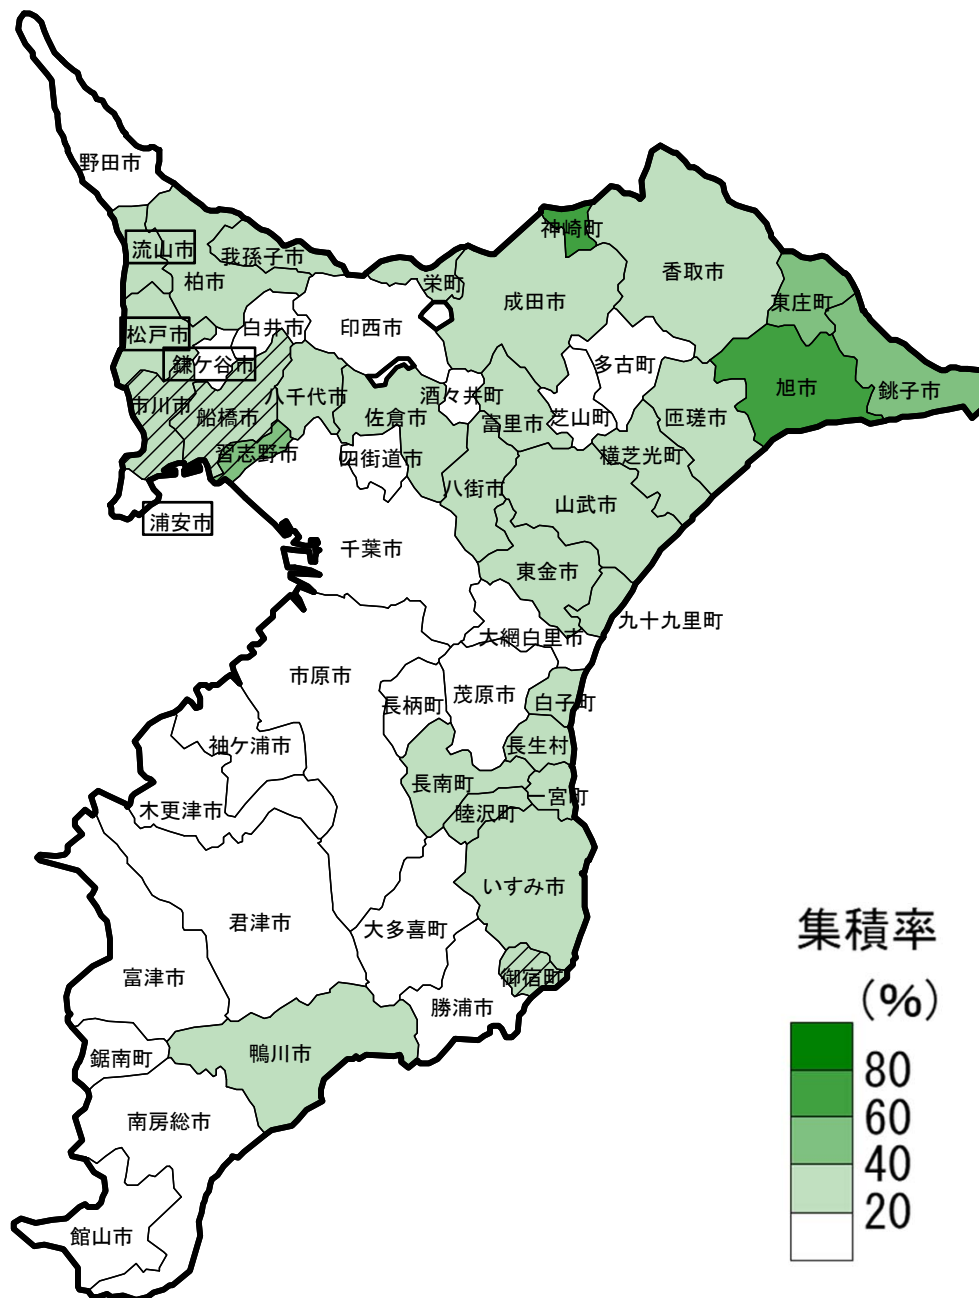 野田市
流山市
我孫子市
柏市
松戸市
白井市
印西市
栄町
成田市
神崎町
香取市
東庄町
銚子市
旭市
多古町
匝瑳市
鎌ケ谷市
市川市
船橋市
八千代市
佐倉市
酒々井町
富里市
芝山町
横芝光町
習志野市
四街道市
八街市
山武市
浦安市
千葉市
東金市
九十九里町
大網白里市
市原市
長柄町
茂原市
白子町
袖ケ浦市
長生村
長南町
一宮町
木更津市
睦沢町
いすみ市
君津市
大多喜町
富津市
御宿町
勝浦市
鋸南町
鴨川市
南房総市
館山市
集積率
(%)
80
60
40
20